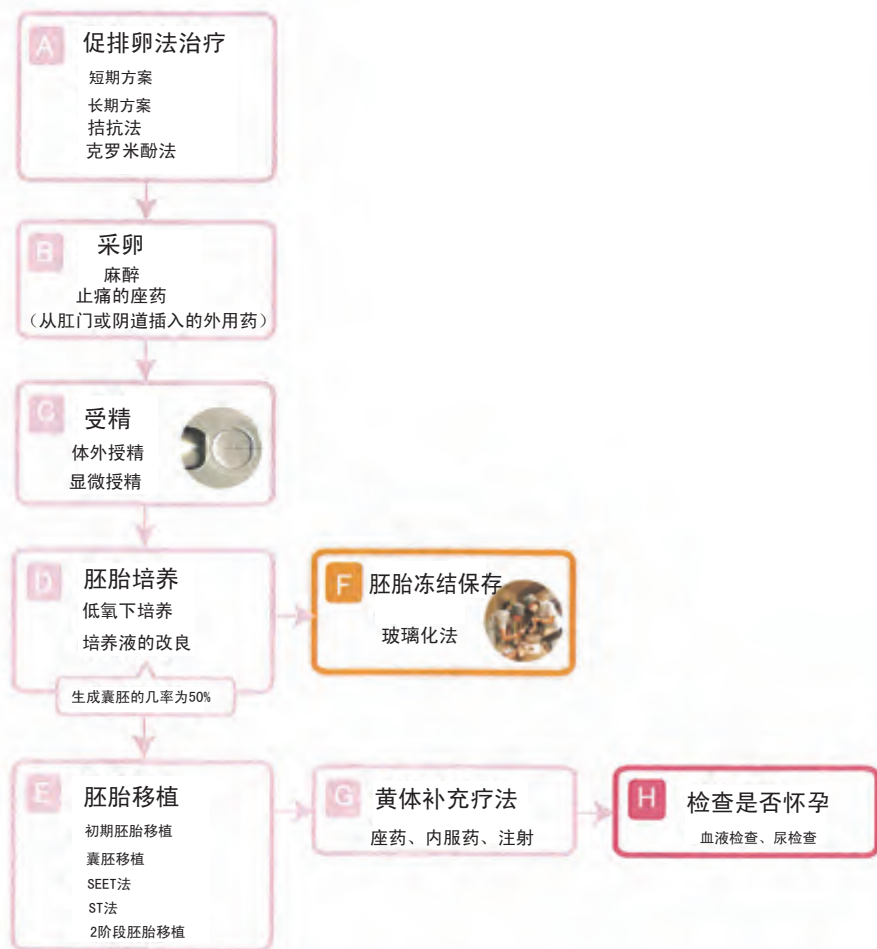 A 促排卵法治疗
短期方案
长期方案
拮抗法
克罗米酚法
B 采卵
麻醉
止痛的座药
（从肛门或阴道插入的外用药）
C 受精
体外授精
显微授精
D 胚胎培养
低氧下培养
培养液的改良
生成囊胚的几率为50%
F 胚胎冻结保存
玻璃化法
E 胚胎移植
初期胚胎移植
囊胚移植
SEET法
ST法
2阶段胚胎移植
G 黄体补充疗法
座药、内服药、注射
H 检查是否怀孕
血液检查、尿检查